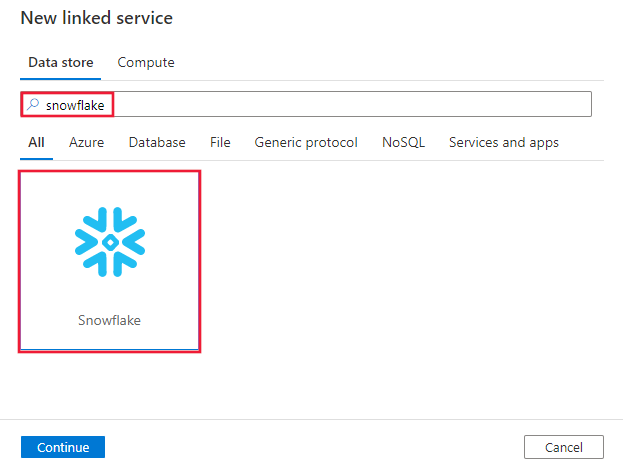 New linked service
Data store Compute
snowflake
All Azure Database File Generic protocol NoSQL Services and apps
Snowflake
Continue Cancel